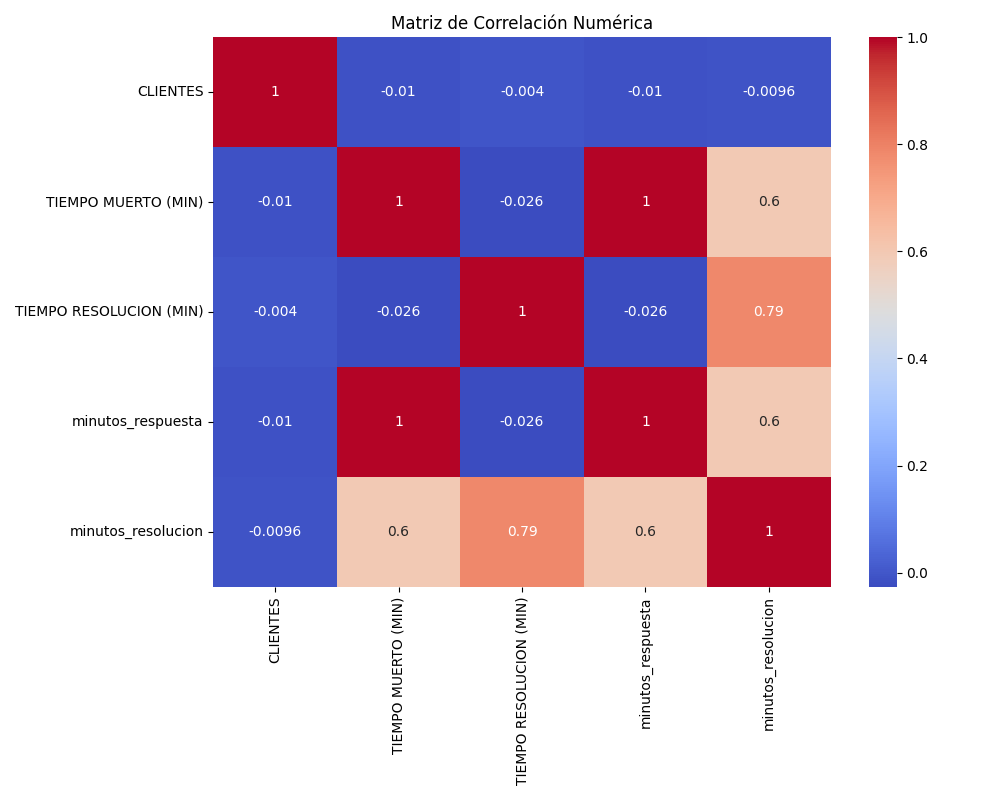 Matriz de Correlación Numérica
CLIENTES 1 -0.01 -0.004 -0.01 -0.0096
TIEMPO MUERTO (MIN) -0.01 1 -0.026 1 0.6
TIEMPO RESOLUCION (MIN) -0.004 -0.026 1 -0.026 0.79
minutos_respuesta -0.01 1 -0.026 1 0.6
minutos_resolucion -0.0096 0.6 0.79 0.6 1
CLIENTES
TIEMPO MUERTO (MIN)
TIEMPO RESOLUCION (MIN)
minutos_respuesta
minutos_resolucion
1.0
0.8
0.6
0.4
0.2
0.0